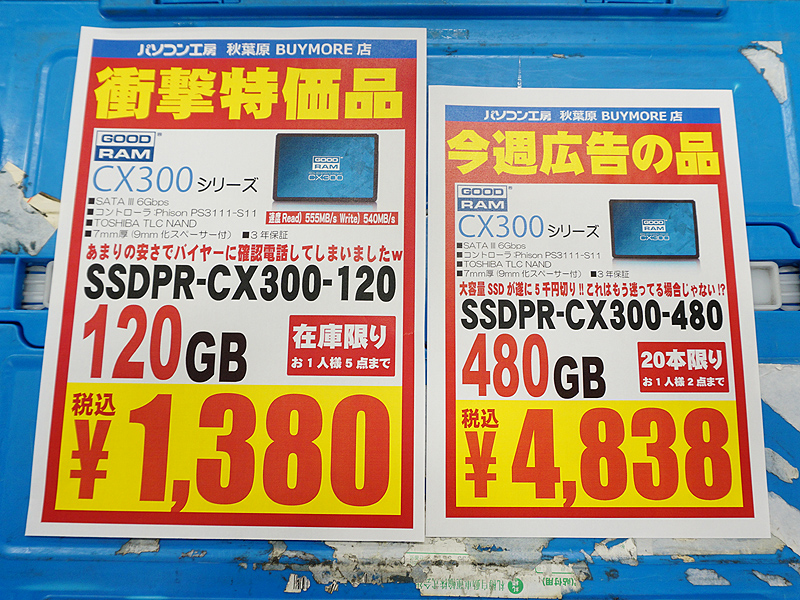 パソコン工房 秋葉原 BUYMORE店
衝撃特価品
GOOD RAM
CX300 シリーズ
GOOD RAM
CX300
■SATA III 6Gbps
■コントローラ:Phison PS3111-S11
■TOSHIBA TLC NAND
■7mm厚(9mm化スペーサー付) ■3年保証
速度Read) 555MB/s Write) 540MB/s
あまりの安さでバイヤーに確認電話してしまいましたw
SSDPR-CX300-120
120GB
在庫限り
お1人様5点まで
税込
¥1,380
パソコン工房 秋葉原 BUYMORE店
今週広告の品
GOOD RAM
CX300 シリーズ
GOOD RAM
CX300
■SATA III 6Gbps
■コントローラ:Phison PS3111-S11
■TOSHIBA TLC NAND
■7mm厚(9mm化スペーサー付) ■3年保証
大容量SSDが遂に5千円切り!!これはもう迷ってる場合じゃない!?
SSDPR-CX300-480
480GB
20本限り
お1人様2点まで
税込
¥4,838